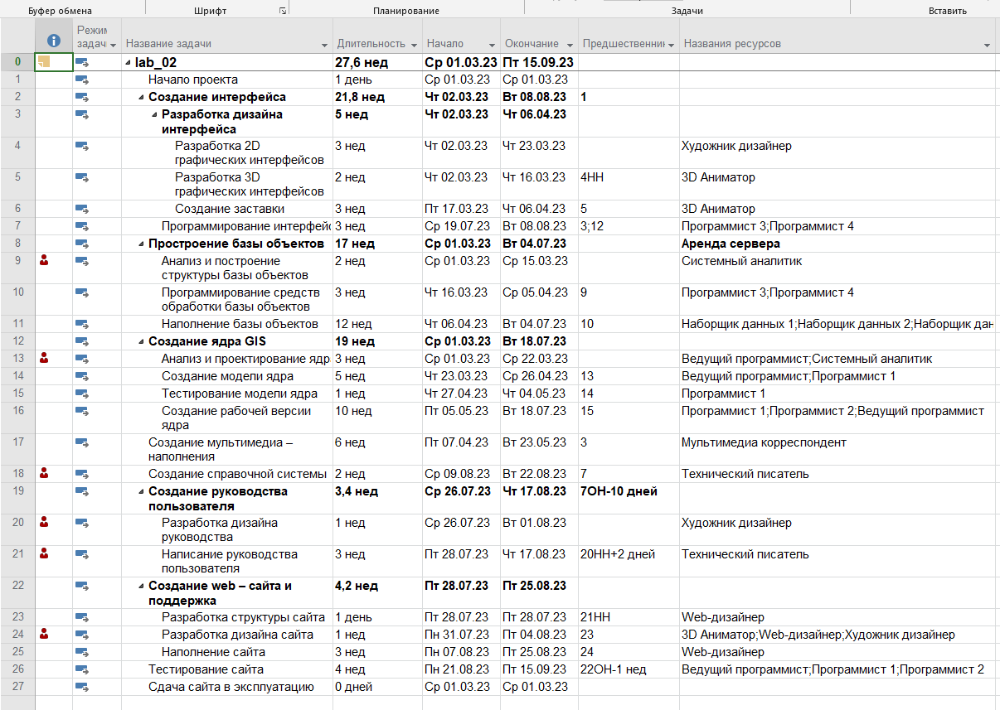 Буфер обмена Шрифт Планирование Задачи Вставить
Режим задачи Название задачи Длительность Начало Окончание Предшественник Названия ресурсов
0 lab_02 27,6 нед Ср 01.03.23 Пт 15.09.23
1 Начало проекта 1 день Ср 01.03.23 Ср 01.03.23
2 Создание интерфейса 21,8 нед Чт 02.03.23 Вт 08.08.23 1
3 Разработка дизайна 5 нед Чт 02.03.23 Чт 06.04.23
интерфейса
4 Разработка 2D 3 нед Чт 02.03.23 Чт 23.03.23 Художник дизайнер
графических интерфейсов
5 Разработка 3D 2 нед Чт 02.03.23 Чт 16.03.23 4НН 3D Аниматор
графических интерфейсов
6 Создание заставки 3 нед Пт 17.03.23 Чт 06.04.23 5 3D Аниматор
7 Программирование интерфейс 3 нед Ср 19.07.23 Вт 08.08.23 3;12 Программист 3;Программист 4
8 Простроение базы объектов 17 нед Ср 01.03.23 Вт 04.07.23 Аренда сервера
9 Анализ и построение 2 нед Ср 01.03.23 Ср 15.03.23 Системный аналитик
структуры базы объектов
10 Программирование средств 3 нед Чт 16.03.23 Ср 05.04.23 9 Программист 3;Программист 4
обработки базы объектов
11 Наполнение базы объектов 12 нед Чт 06.04.23 Вт 04.07.23 10 Наборщик данных 1;Наборщик данных 2;Наборщик дан
12 Создание ядра GIS 19 нед Ср 01.03.23 Вт 18.07.23
13 Анализ и проектирование ядр 3 нед Ср 01.03.23 Ср 22.03.23 Ведущий программист;Системный аналитик
14 Создание модели ядра 5 нед Чт 23.03.23 Ср 26.04.23 13 Ведущий программист;Программист 1
15 Тестирование модели ядра 1 нед Чт 27.04.23 Чт 04.05.23 14 Программист 1
16 Создание рабочей версии 10 нед Пт 05.05.23 Вт 18.07.23 15 Программист 1;Программист 2;Ведущий программист
ядра
17 Создание мультимедиа – 6 нед Пт 07.04.23 Вт 23.05.23 3 Мультимедиа корреспондент
наполнения
18 Создание справочной системы 2 нед Ср 09.08.23 Вт 22.08.23 7 Технический писатель
19 Создание руководства 3,4 нед Ср 26.07.23 Чт 17.08.23 7ОН-10 дней
пользователя
20 Разработка дизайна 1 нед Ср 26.07.23 Вт 01.08.23 Художник дизайнер
руководства
21 Написание руководства 3 нед Пт 28.07.23 Чт 17.08.23 20НН+2 дней Технический писатель
пользователя
22 Создание web – сайта и 4,2 нед Пт 28.07.23 Пт 25.08.23
поддержка
23 Разработка структуры сайта 1 день Пт 28.07.23 Пт 28.07.23 21НН Web-дизайнер
24 Разработка дизайна сайта 1 нед Пн 31.07.23 Пт 04.08.23 23 3D Аниматор;Web-дизайнер;Художник дизайнер
25 Наполнение сайта 3 нед Пн 07.08.23 Пт 25.08.23 24 Web-дизайнер
26 Тестирование сайта 4 нед Пн 21.08.23 Пт 15.09.23 22ОН-1 нед Ведущий программист;Программист 1;Программист 2
27 Сдача сайта в эксплуатацию 0 дней Ср 01.03.23 Ср 01.03.23